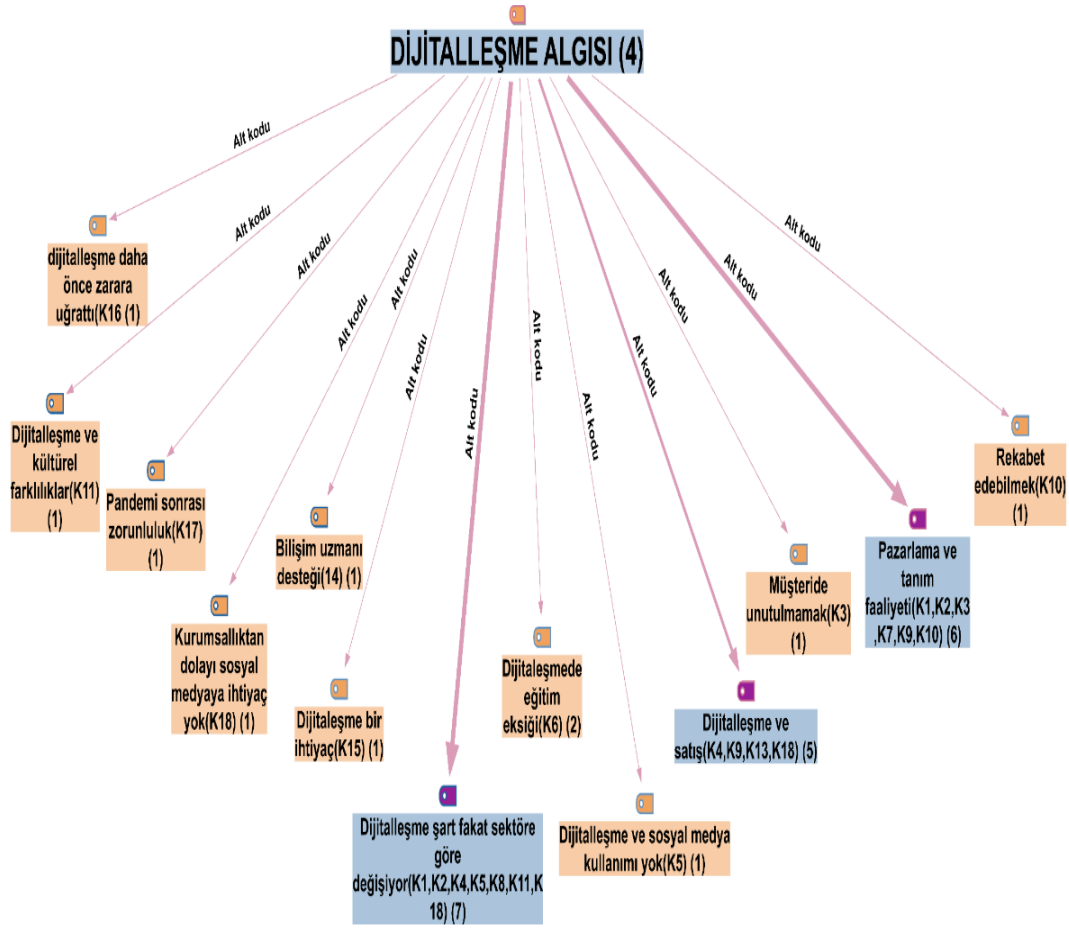 DİJİTALLEŞME ALGISI (4)
Alt kodu
Alt kodu
Alt kodu
Alt kodu
Alt kodu
Alt kodu
Alt kodu
Alt kodu
Alt kodu
Alt kodu
Alt kodu
Alt kodu
dijitalleşme daha
önce zarara
uğrattı(K16 (1)
Dijitalleşme ve
kültürel
farklılıklar(K11)
(1)
Pandemi sonrası
zorunluluk(K17)
(1)
Kurumsallıktan
dolayı sosyal
medyaya ihtiyaç
yok(K18) (1)
Bilişim uzmanı
desteği(14) (1)
Dijitaleşme bir
ihtiyaç(K15) (1)
Dijitalleşme şart fakat sektöre
göre
değişiyor(K1,K2,K4,K5,K8,K11,K
18) (7)
Dijitaleşmede
eğitim
eksiği(K6) (2)
Dijitalleşme ve sosyal medya
kullanımı yok(K5) (1)
Dijitalleşme ve
satış(K4,K9,K13,K18) (5)
Müşteride
unutulmamak(K3)
(1)
Pazarlama ve
tanım
faaliyeti(K1,K2,K3
,K7,K9,K10) (6)
Rekabet
edebilmek(K10)
(1)